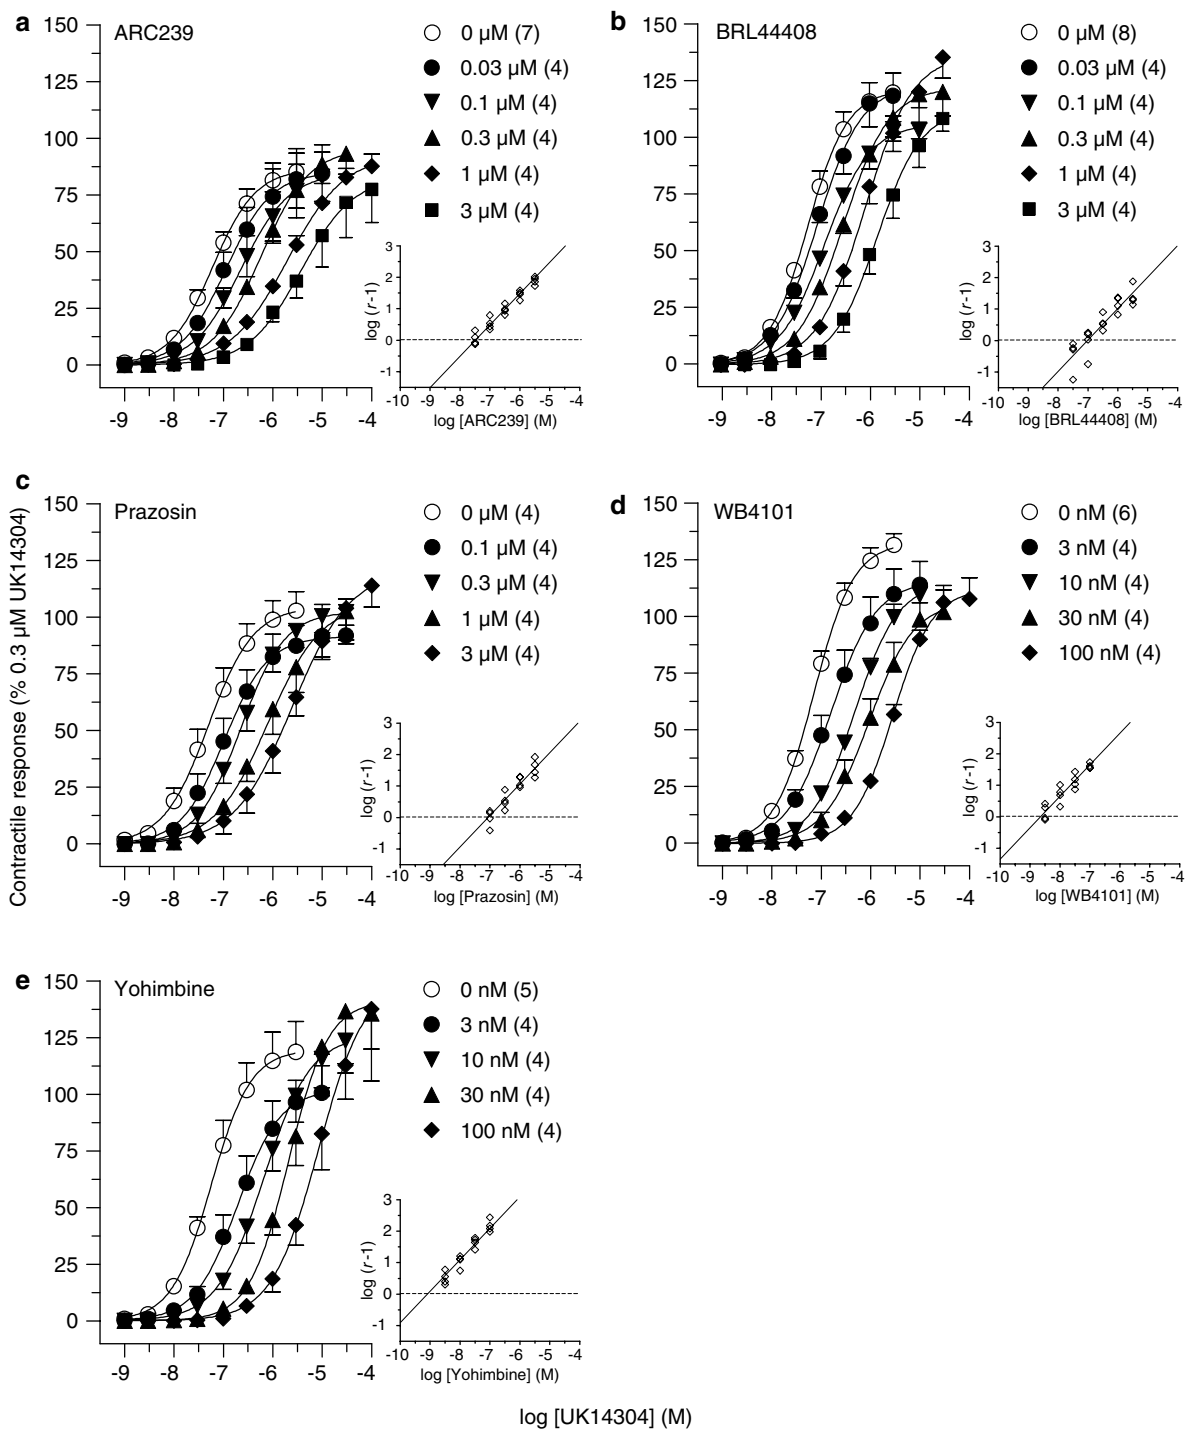 a
ARC239
0 µM (7)
0.03 µM (4)
0.1 µM (4)
0.3 µM (4)
1 µM (4)
3 µM (4)
150
125
100
75
50
25
0
-9 -8 -7 -6 -5 -4
log (r -1)
3
2
1
0
-1
-10 -9 -8 -7 -6 -5 -4
log [ARC239] (M)
b
BRL44408
0 µM (8)
0.03 µM (4)
0.1 µM (4)
0.3 µM (4)
1 µM (4)
3 µM (4)
150
125
100
75
50
25
0
-9 -8 -7 -6 -5 -4
log (r -1)
3
2
1
0
-1
-10 -9 -8 -7 -6 -5 -4
log [BRL44408] (M)
Contractile response (% 0.3 µM UK14304)
c
Prazosin
0 µM (4)
0.1 µM (4)
0.3 µM (4)
1 µM (4)
3 µM (4)
150
125
100
75
50
25
0
-9 -8 -7 -6 -5 -4
log (r -1)
3
2
1
0
-1
-10 -9 -8 -7 -6 -5 -4
log [Prazosin] (M)
d
WB4101
0 nM (6)
3 nM (4)
10 nM (4)
30 nM (4)
100 nM (4)
150
125
100
75
50
25
0
-9 -8 -7 -6 -5 -4
log (r -1)
3
2
1
0
-1
-10 -9 -8 -7 -6 -5 -4
log [WB4101] (M)
e
Yohimbine
0 nM (5)
3 nM (4)
10 nM (4)
30 nM (4)
100 nM (4)
150
125
100
75
50
25
0
-9 -8 -7 -6 -5 -4
log (r -1)
3
2
1
0
-1
-10 -9 -8 -7 -6 -5 -4
log [Yohimbine] (M)
log [UK14304] (M)